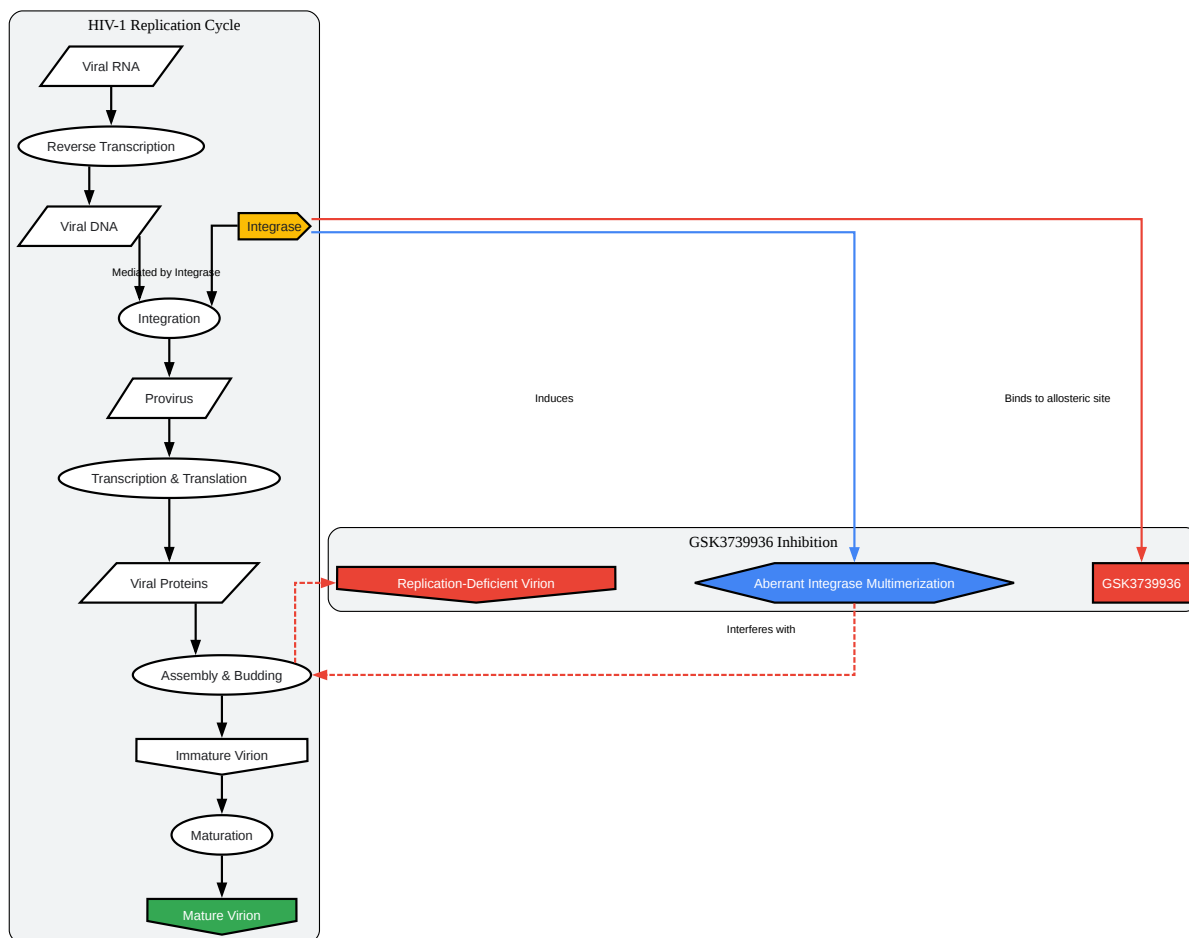 HIV-1 Replication Cycle
Viral RNA
Reverse Transcription
Viral DNA
Integrase
Mediated by Integrase
Integration
Provirus
Induces
Binds to allosteric site
Transcription & Translation
GSK3739936 Inhibition
Viral Proteins
Replication-Deficient Virion
Aberrant Integrase Multimerization
GSK3739936
Interferes with
Assembly & Budding
Immature Virion
Maturation
Mature Virion